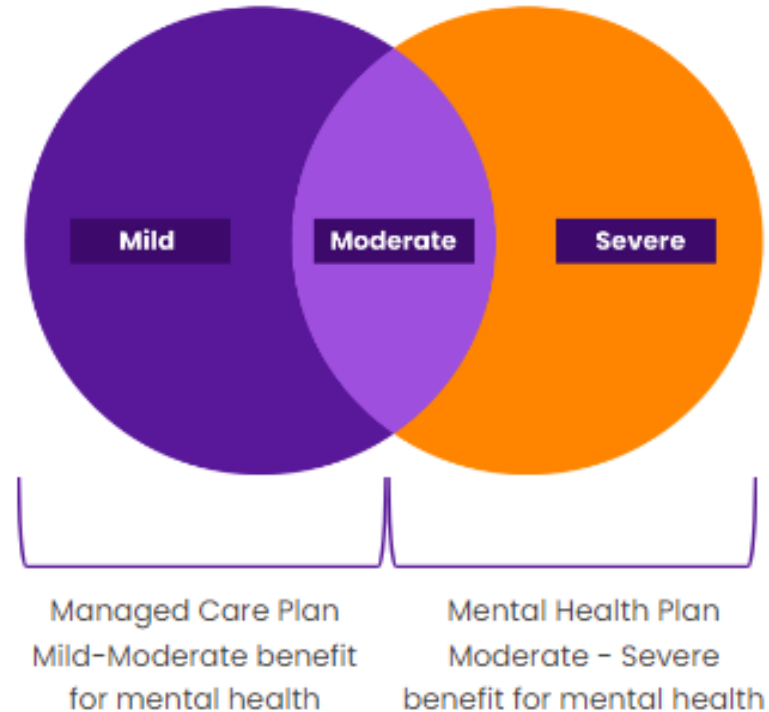 Mild
Moderate
Severe
Managed Care Plan
Mild-Moderate benefit
for mental health
Mental Health Plan
Moderate - Severe
benefit for mental health